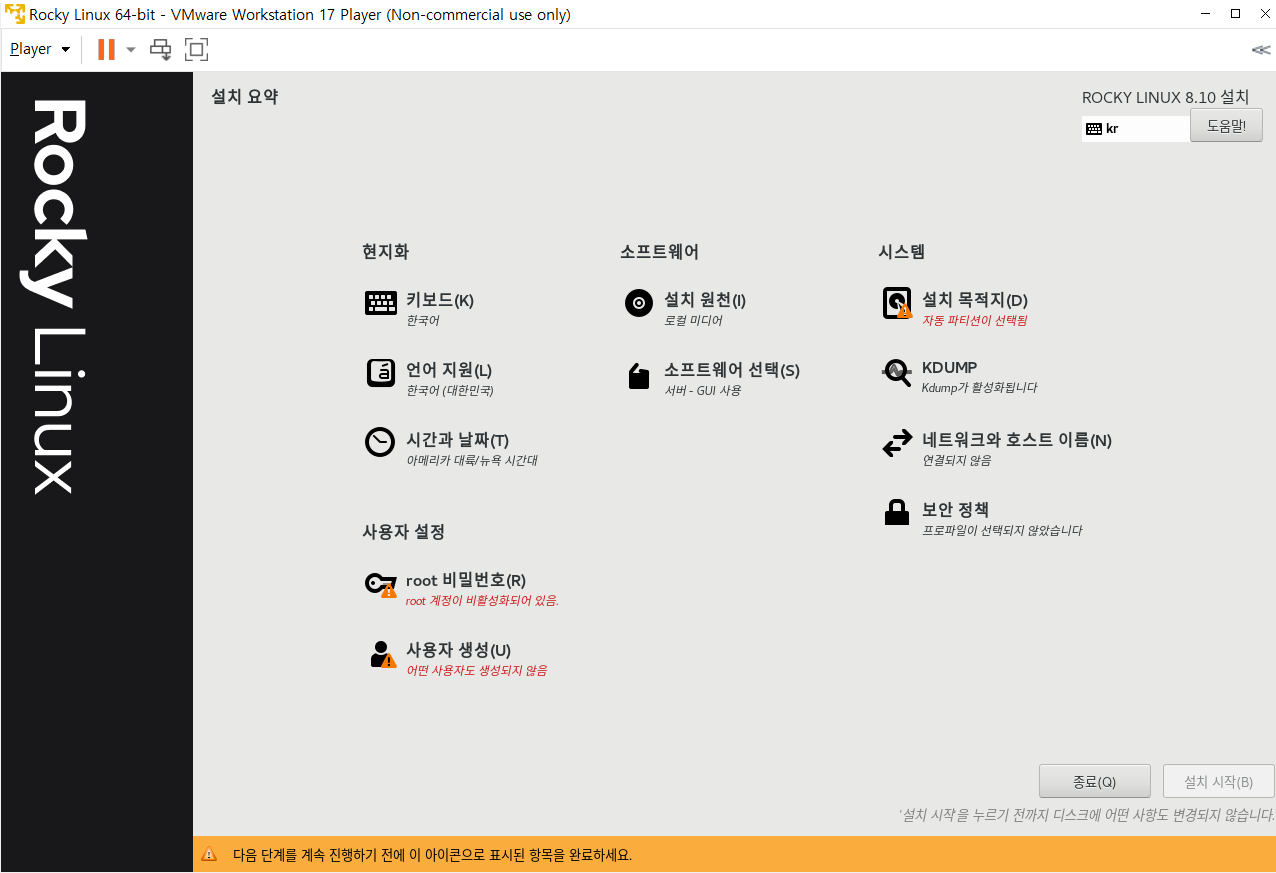 Rocky Linux 64-bit - VMware Workstation 17 Player (Non-commercial use only)
Player
Rocky Linux
설치 요약
ROCKY LINUX 8.10 설치
kr
도움말!
현지화
키보드(K)
한국어
언어 지원(L)
한국어 (대한민국)
시간과 날짜(T)
아메리카 대륙/뉴욕 시간대
소프트웨어
설치 원천(I)
로컬 미디어
소프트웨어 선택(S)
서버 - GUI 사용
시스템
설치 목적지(D)
자동 파티션이 선택됨
KDUMP
Kdump가 활성화됩니다
네트워크와 호스트 이름(N)
연결되지 않음
보안 정책
프로파일이 선택되지 않았습니다
사용자 설정
root 비밀번호(R)
root 계정이 비활성화되어 있음.
사용자 생성(U)
어떤 사용자도 생성되지 않음
종료(Q)
설치 시작(B)
'설치 시작'을 누르기 전까지 디스크에 어떤 사항도 변경되지 않습니다.
다음 단계를 계속 진행하기 전에 이 아이콘으로 표시된 항목을 완료하세요.